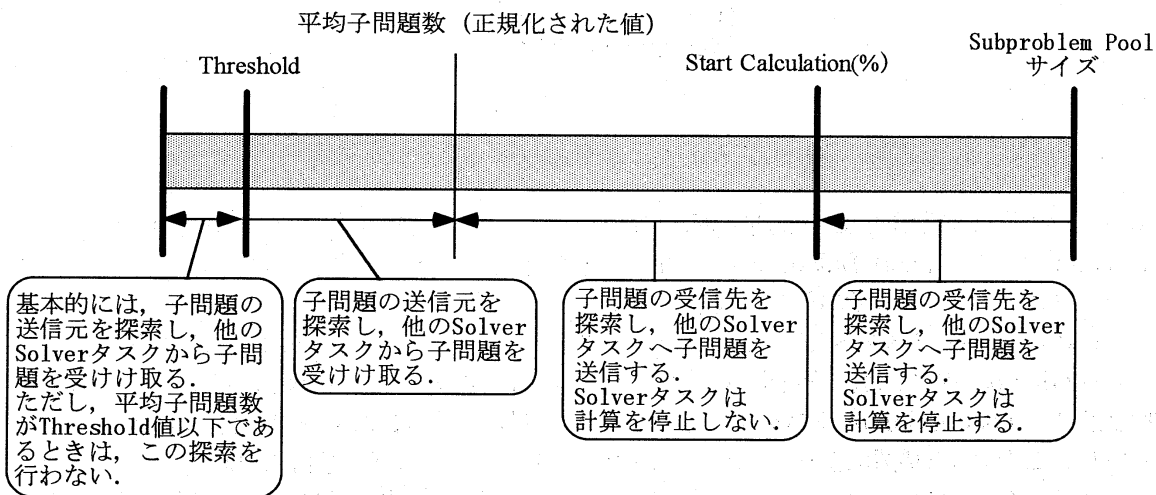 平均子問題数（正規化された値）
Threshold
Start Calculation(%)
Subproblem Pool
サイズ
基本的には，子問題の
送信元を探索し，他の
Solverタスクから子問
題を受けけ取る．
ただし，平均子問題数
がThreshold値以下であ
るときは，この探索を
行わない．
子問題の送信元を
探索し，他のSolver
タスクから子問題を
受けけ取る．
子問題の受信先を
探索し，他のSolver
タスクへ子問題を
送信する．
Solverタスクは
計算を停止しない．
子問題の受信先を
探索し，他のSolver
タスクへ子問題を
送信する．
Solverタスクは
計算を停止する．